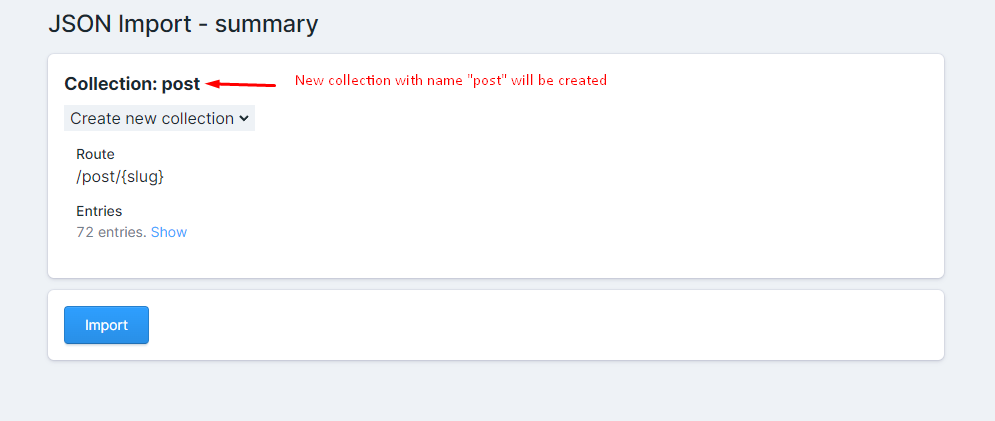 JSON Import - summary
Collection: post
New collection with name "post" will be created
Create new collection
Route
/post/{slug}
Entries
72 entries. Show
Import